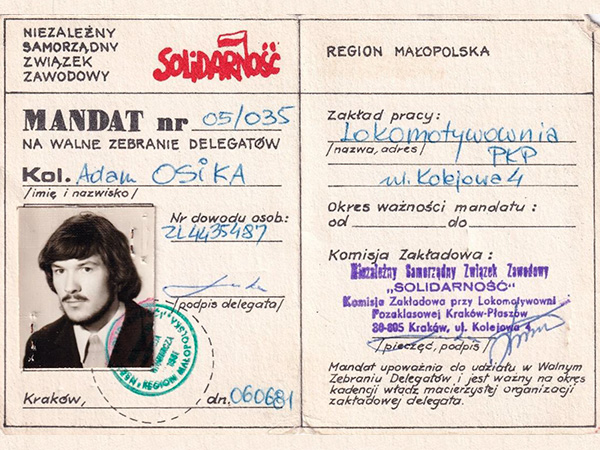 NIEZALEŻNY
SAMORZĄDNY
ZWIĄZEK
ZAWODOWY
SOLIDARNOŚĆ
MANDAT nr 05/035
NA WALNE ZEBRANIE DELEGATÓW
Kol. Adam OSIKA
/imię i nazwisko/
Nr dowodu osob.:
ZL4435487
/podpis delegata/
REGION MAŁOPOLSKA
Kraków, dn. 060681
REGION MAŁOPOLSKA
Zakład pracy:
Lokomotywownia
/nazwa, adres/ PKP
ul. Kolejowa 4
Okres ważności mandatu:
od do
Komisja Zakładowa:
Niezależny Samorządny Związek Zawodowy
„SOLIDARNOŚĆ"
Komisja Zakładowa przy Lokomotywowni
Pozaklasowej Kraków-Płaszów
30-805 Kraków, ul. Kolejowa 4
/pieczęć, podpis/
Mandat upoważnia do udziału w Walnym
Zebraniu Delegatów i jest ważny na okres
kadencji władz macierzystej organizacji
zakładowej delegata.